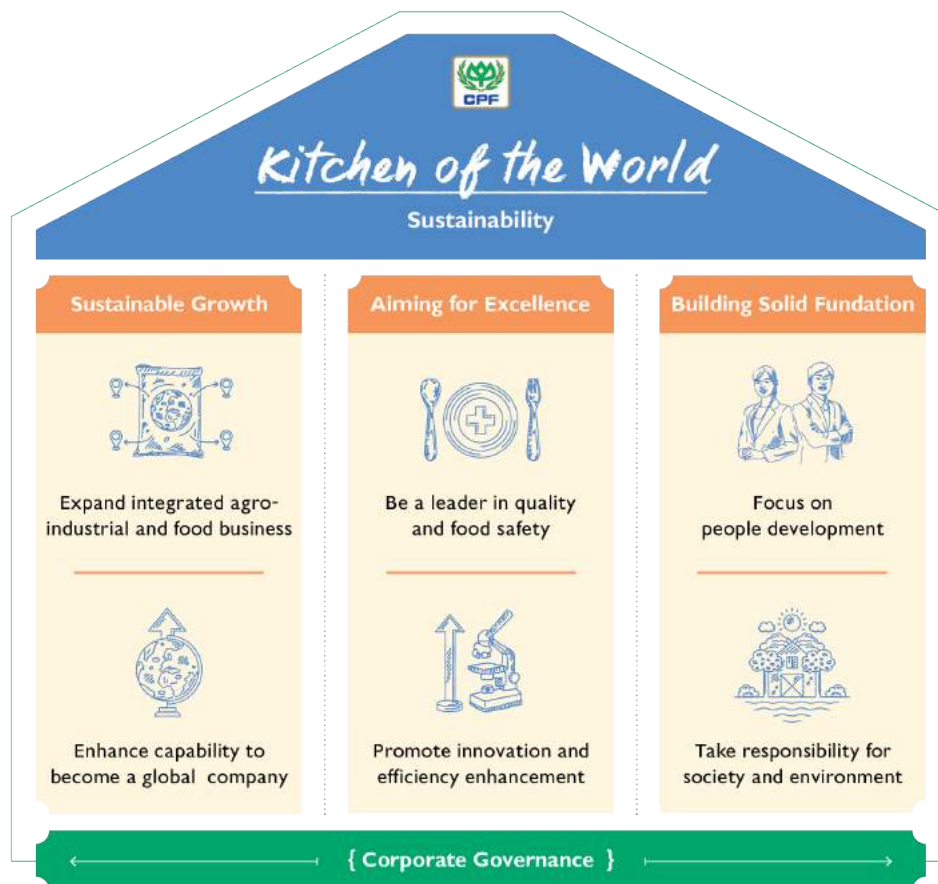 CPF
Kitchen of the World
Sustainability
Sustainable Growth
Expand integrated agro-
industrial and food business
Enhance capability to
become a global company
Aiming for Excellence
Be a leader in quality
and food safety
Promote innovation and
efficiency enhancement
Building Solid Fundation
Focus on
people development
Take responsibility for
society and environment
{ Corporate Governance }